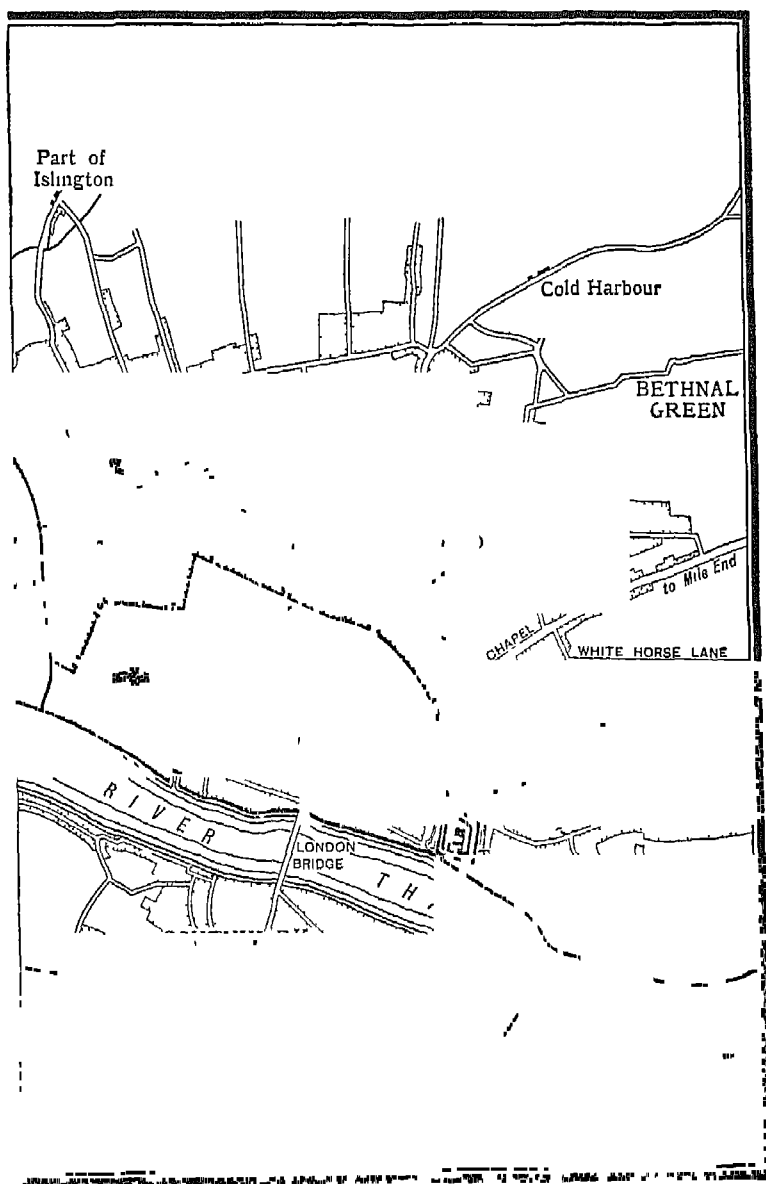 Part of
Islington
Cold Harbour
BETHNAL
GREEN
to Mile End
CHAPEL
WHITE HORSE LANE
RIVER
LONDON
BRIDGE
TH